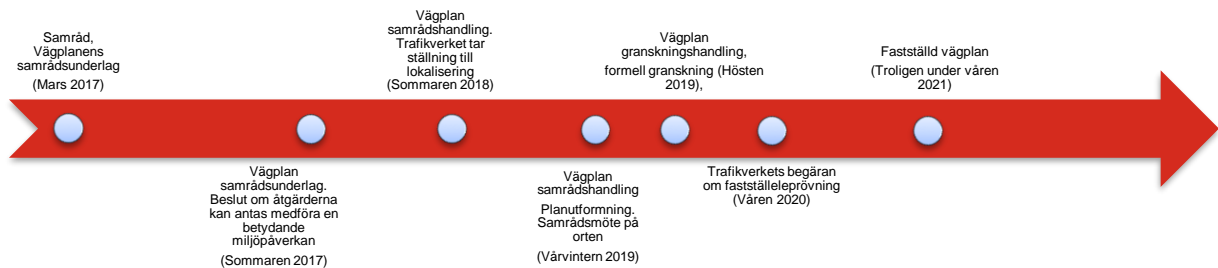 Samråd,
Vägplanens
samrådsunderlag
(Mars 2017)
Vägplan
samrådsunderlag.
Beslut om åtgärderna
kan antas medföra en
betydande
miljöpåverkan
(Sommaren 2017)
Vägplan
samrådshandling.
Trafikverket tar
ställning till
lokalisering
(Sommaren 2018)
Vägplan
samrådshandling
Planutformning.
Samrådsmöte på
orten
(Vårvintern 2019)
Vägplan
granskningshandling,
formell granskning (Hösten
2019),
Trafikverkets begäran
om fastställeleprövning
(Våren 2020)
Fastställd vägplan
(Troligen under våren
2021)